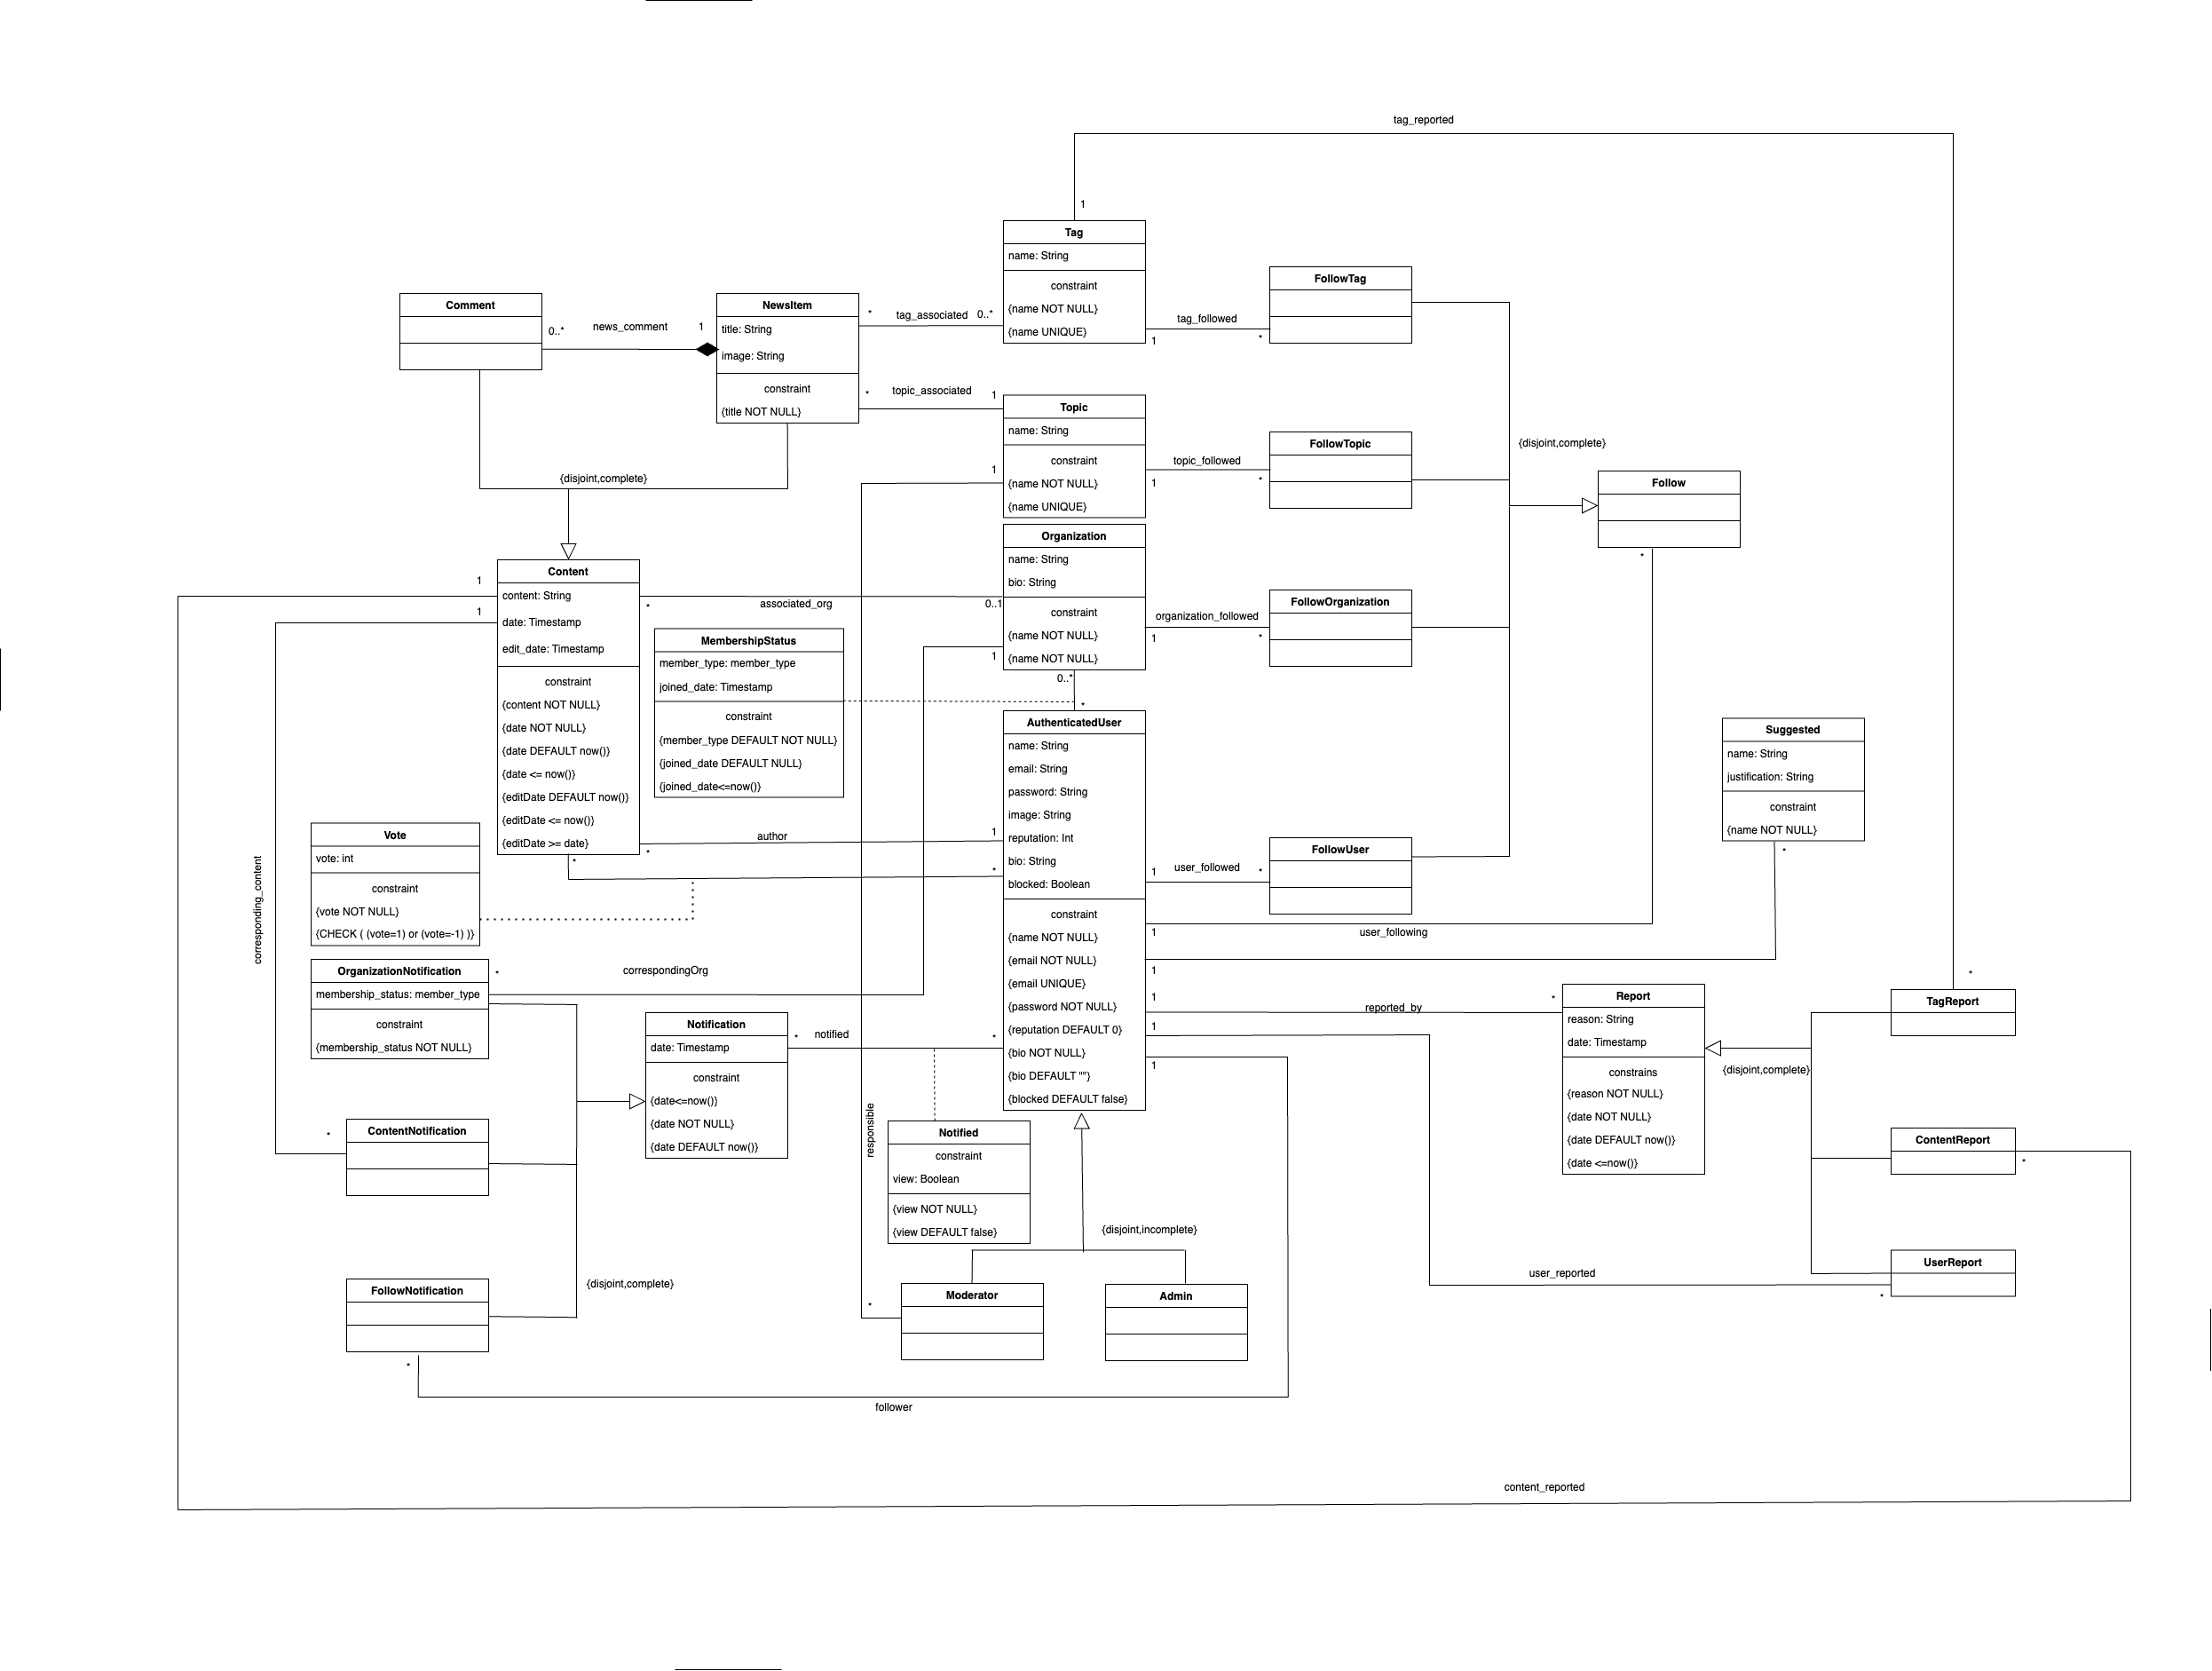 tag_reported
1
Tag
name: String
constraint
{name NOT NULL}
{name UNIQUE}
FollowTag
tag_followed
1
*
Comment
0..*
news_comment
1
NewsItem
title: String
image: String
constraint
{title NOT NULL}
*
tag_associated
0..*
*
topic_associated
1
Topic
name: String
constraint
{name NOT NULL}
{name UNIQUE}
1
topic_followed
1
*
FollowTopic
{disjoint,complete}
Follow
*
{disjoint,complete}
Organization
name: String
bio: String
constraint
{name NOT NULL}
{name NOT NULL}
1
0..*
*
organization_followed
1
*
FollowOrganization
1
1
Content
content: String
date: Timestamp
edit_date: Timestamp
constraint
{content NOT NULL}
{date NOT NULL}
{date DEFAULT now()}
{date <= now()}
{editDate DEFAULT now()}
{editDate <= now()}
{editDate >= date}
*
associated_org
0..1
MembershipStatus
member_type: member_type
joined_date: Timestamp
constraint
{member_type DEFAULT NOT NULL}
{joined_date DEFAULT NULL}
{joined_date<=now()}
*
author
1
*
*
AuthenticatedUser
name: String
email: String
password: String
image: String
reputation: Int
bio: String
blocked: Boolean
constraint
{name NOT NULL}
{email NOT NULL}
{email UNIQUE}
{password NOT NULL}
{reputation DEFAULT 0}
{bio NOT NULL}
{bio DEFAULT ""}
{blocked DEFAULT false}
1
user_followed
*
FollowUser
1
user_following
Suggested
name: String
justification: String
constraint
{name NOT NULL}
*
1
1
reported_by
*
1
1
Vote
vote: int
constraint
{vote NOT NULL}
{CHECK ( (vote=1) or (vote=-1) )}
corresponding_content
OrganizationNotification
membership_status: member_type
constraint
{membership_status NOT NULL}
*
correspondingOrg
Notification
date: Timestamp
constraint
{date<=now()}
{date NOT NULL}
{date DEFAULT now()}
*
notified
*
Report
reason: String
date: Timestamp
constrains
{reason NOT NULL}
{date NOT NULL}
{date DEFAULT now()}
{date <=now()}
*
TagReport
{disjoint,complete}
ContentReport
*
UserReport
*
user_reported
*
ContentNotification
responsible
Notified
constraint
view: Boolean
{view NOT NULL}
{view DEFAULT false}
{disjoint,incomplete}
{disjoint,complete}
FollowNotification
*
*
Moderator
Admin
follower
content_reported